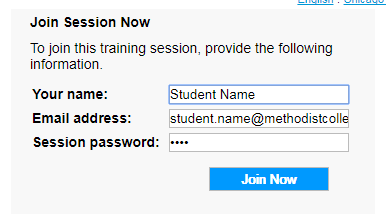 English : Chicago
Join Session Now
To join this training session, provide the following
information.
Your name: Student Name
Email address: student.name@methodistcolle
Session password: ••••
Join Now